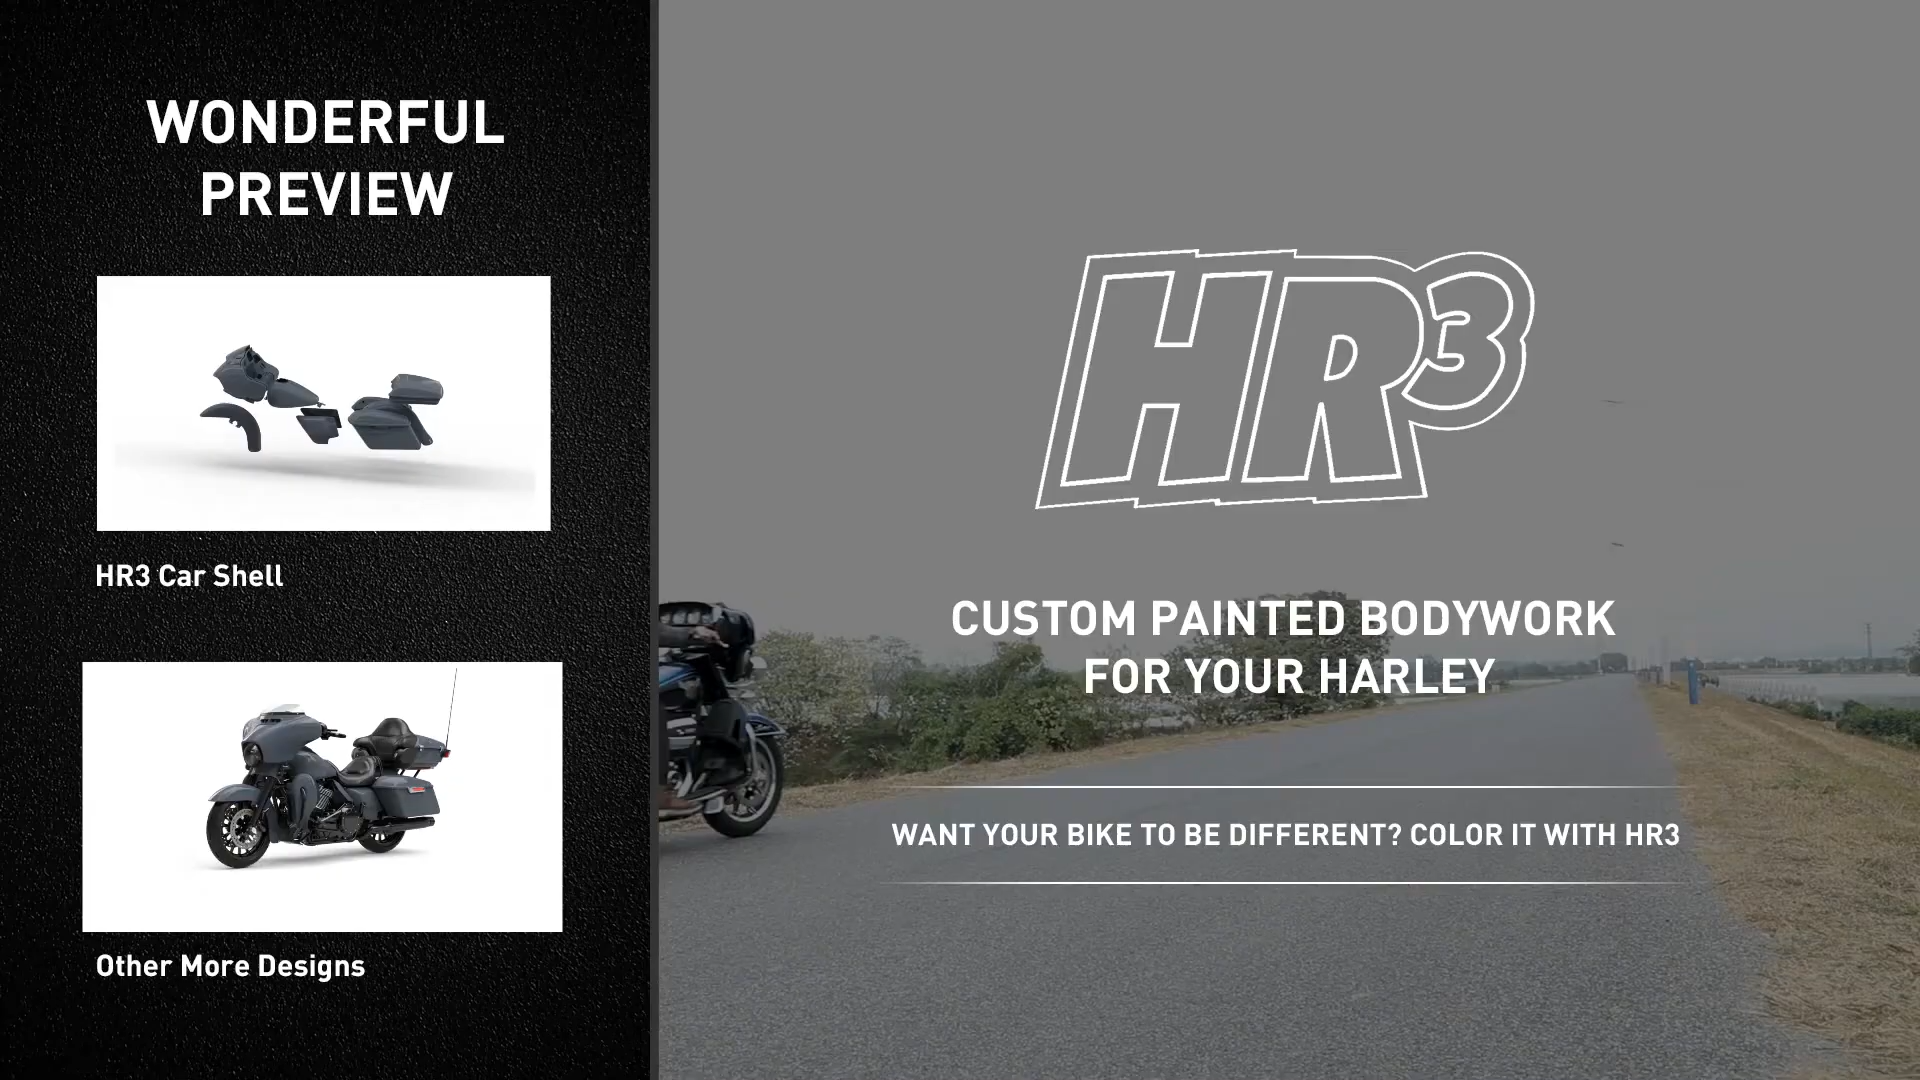 WONDERFUL
PREVIEW
HR3 Car Shell
Other More Designs
HR3
CUSTOM PAINTED BODYWORK
FOR YOUR HARLEY
WANT YOUR BIKE TO BE DIFFERENT? COLOR IT WITH HR3